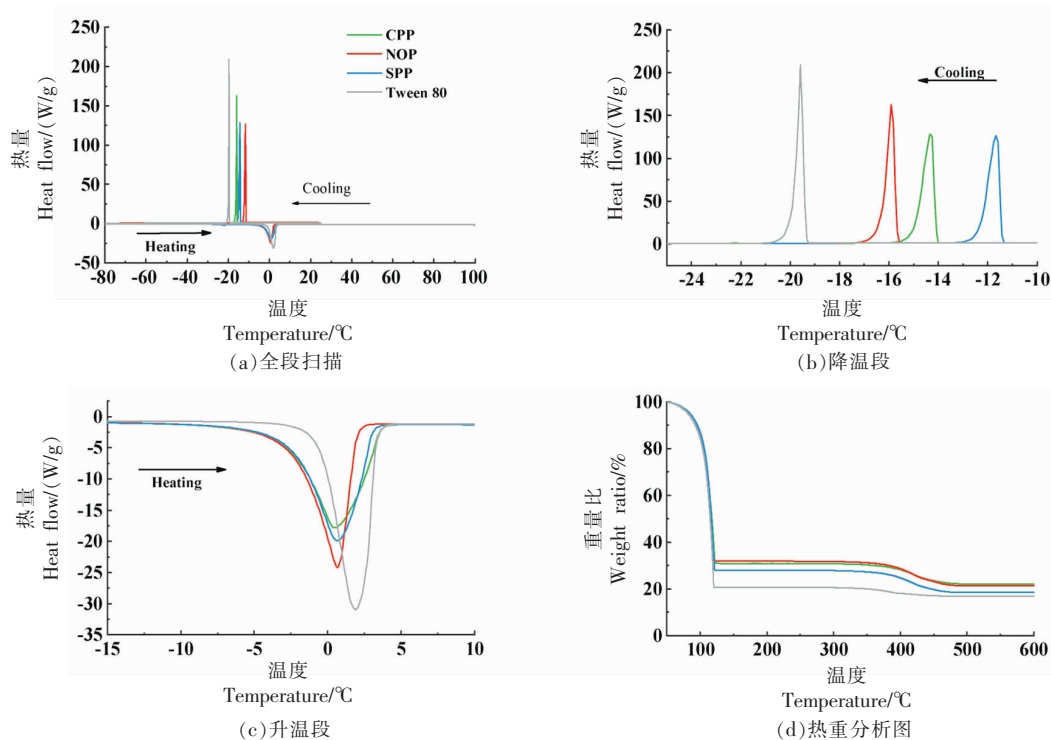 250
200
150
100
50
0
-50
-80 -60 -40 -20 0 20 40 60 80 100
热量
Heat flow/(W/g)
CPP
NOP
SPP
Tween 80
Cooling
Heating
温度
Temperature/℃
(a)全段扫描
250
200
150
100
50
0
-24 -22 -20 -18 -16 -14 -12 -10
热量
Heat flow/(W/g)
Cooling
温度
Temperature/℃
(b)降温段
0
-5
-10
-15
-20
-25
-30
-35
-15 -10 -5 0 5 10
热量
Heat flow/(W/g)
Heating
温度
Temperature/℃
(c)升温段
100
80
60
40
20
0
100 200 300 400 500 600
重量比
Weight ratio/%
温度
Temperature/℃
(d)热重分析图